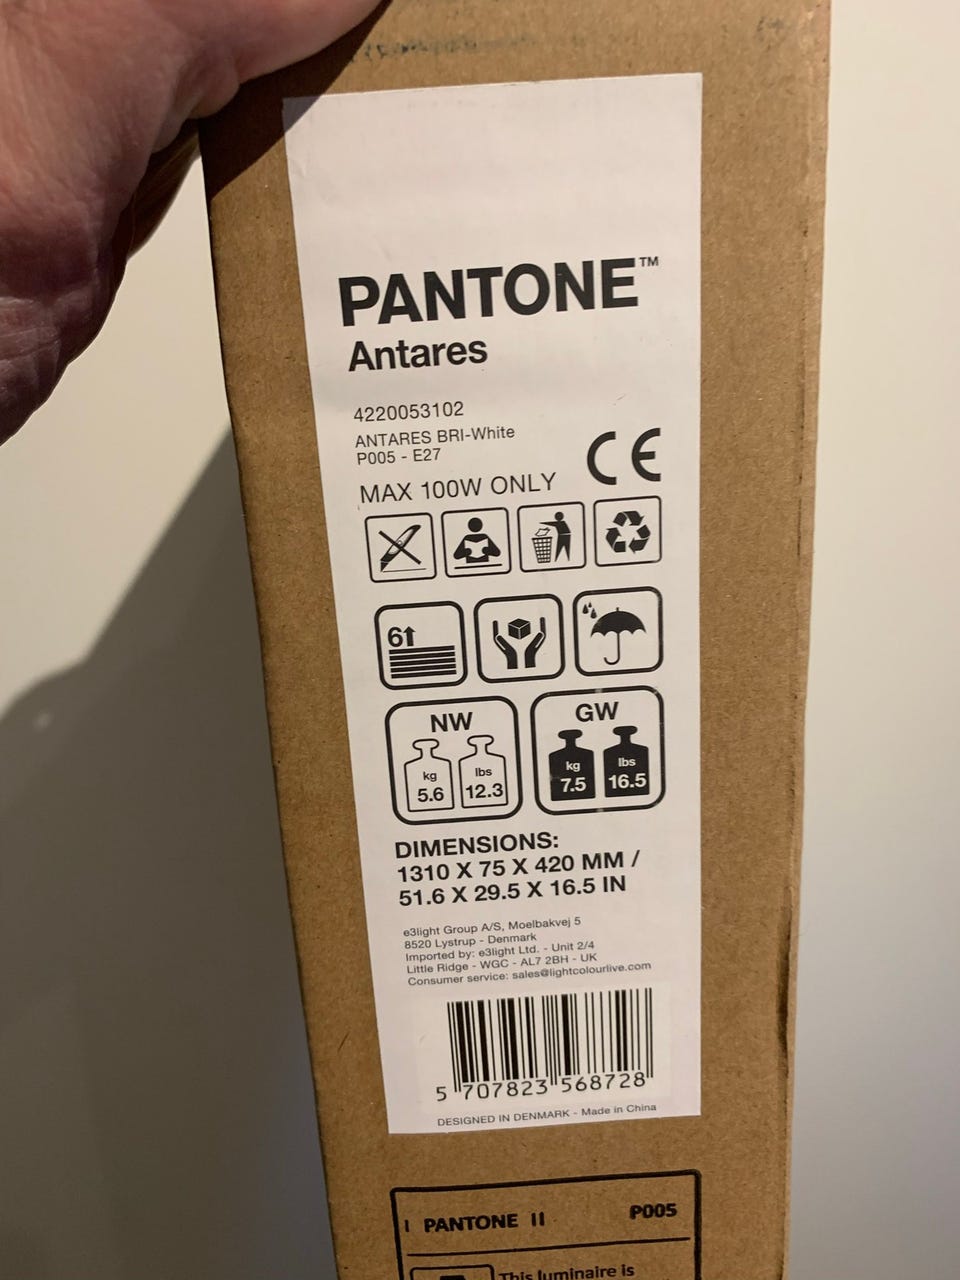 PANTONE™
Antares
4220053102
ANTARES BRI-White
P005 - E27
CE
MAX 100W ONLY
6
NW
kg
5.6
lbs
12.3
GW
kg
7.5
lbs
16.5
DIMENSIONS:
1310 X 75 X 420 MM /
51.6 X 29.5 X 16.5 IN
e3light Group A/S, Moelbakvej 5
8520 Lystrup - Denmark
Imported by: e3light Ltd. - Unit 2/4
Little Ridge - WGC - AL7 2BH - UK
Consumer service: sales@lightcolourlive.com
5 707823 568728
DESIGNED IN DENMARK - Made in China
I PANTONE II P005
This luminaire is